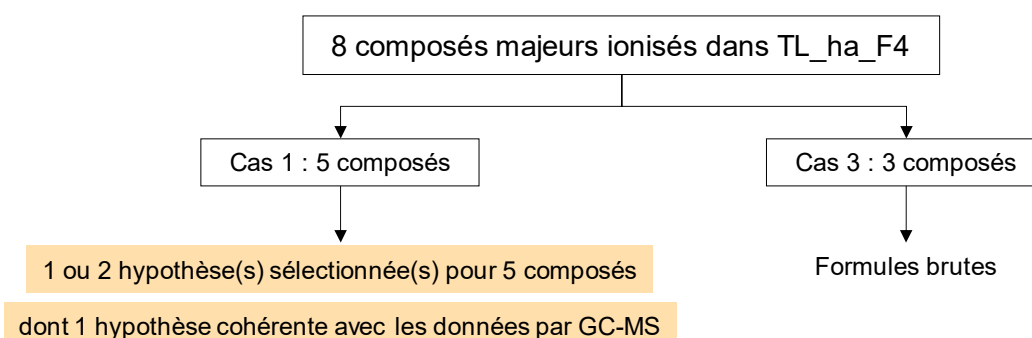 8 composés majeurs ionisés dans TL_ha_F4
Cas 1 : 5 composés
Cas 3 : 3 composés
1 ou 2 hypothèse(s) sélectionnée(s) pour 5 composés
Formules brutes
dont 1 hypothèse cohérente avec les données par GC-MS